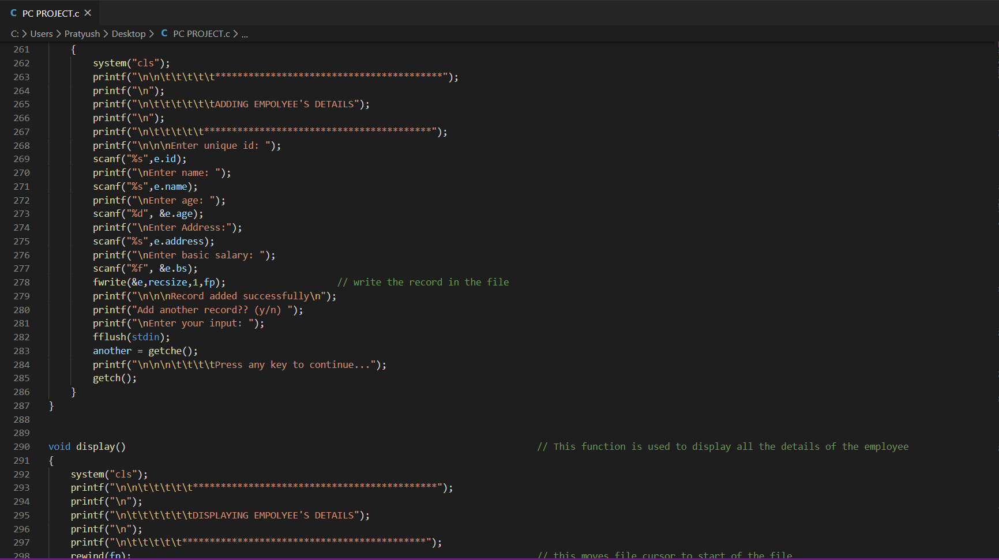 C PC PROJECT.c ×
C: > Users > Pratyush > Desktop > C PC PROJECT.c > ...
261 {
262 system("cls");
263 printf("\n\n\t\t\t\t\t*****************************************");
264 printf("\n");
265 printf("\n\t\t\t\t\t\tADDING EMPOLYEE'S DETAILS");
266 printf("\n");
267 printf("\n\t\t\t\t\t*****************************************");
268 printf("\n\n\nEnter unique id: ");
269 scanf("%s",e.id);
270 printf("\nEnter name: ");
271 scanf("%s",e.name);
272 printf("\nEnter age: ");
273 scanf("%d", &e.age);
274 printf("\nEnter Address:");
275 scanf("%s",e.address);
276 printf("\nEnter basic salary: ");
277 scanf("%f", &e.bs);
278 fwrite(&e,recsize,1,fp); // write the record in the file
279 printf("\n\n\nRecord added successfully\n");
280 printf("Add another record?? (y/n) ");
281 printf("\nEnter your input: ");
282 fflush(stdin);
283 another = getche();
284 printf("\n\n\n\t\t\t\tPress any key to continue...");
285 getch();
286 }
287 }
288
289
290 void display() // This function is used to display all the details of the employee
291 {
292 system("cls");
293 printf("\n\n\t\t\t\t\t********************************************");
294 printf("\n");
295 printf("\n\t\t\t\t\t\tDISPLAYING EMPOLYEE'S DETAILS");
296 printf("\n");
297 printf("\n\t\t\t\t\t********************************************");
298 rewind(fp); // this moves file cursor to start of the file